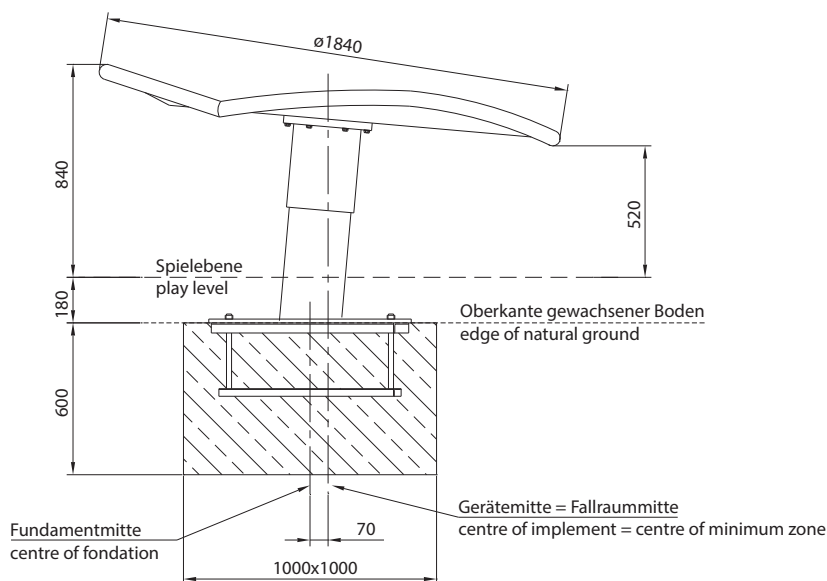 ø1840
840
520
Spielebene
play level
180
Oberkante gewachsener Boden
edge of natural ground
600
Gerätemitte = Fallraummitte
centre of implement = centre of minimum zone
Fundamentmitte
centre of fondation
70
1000x1000